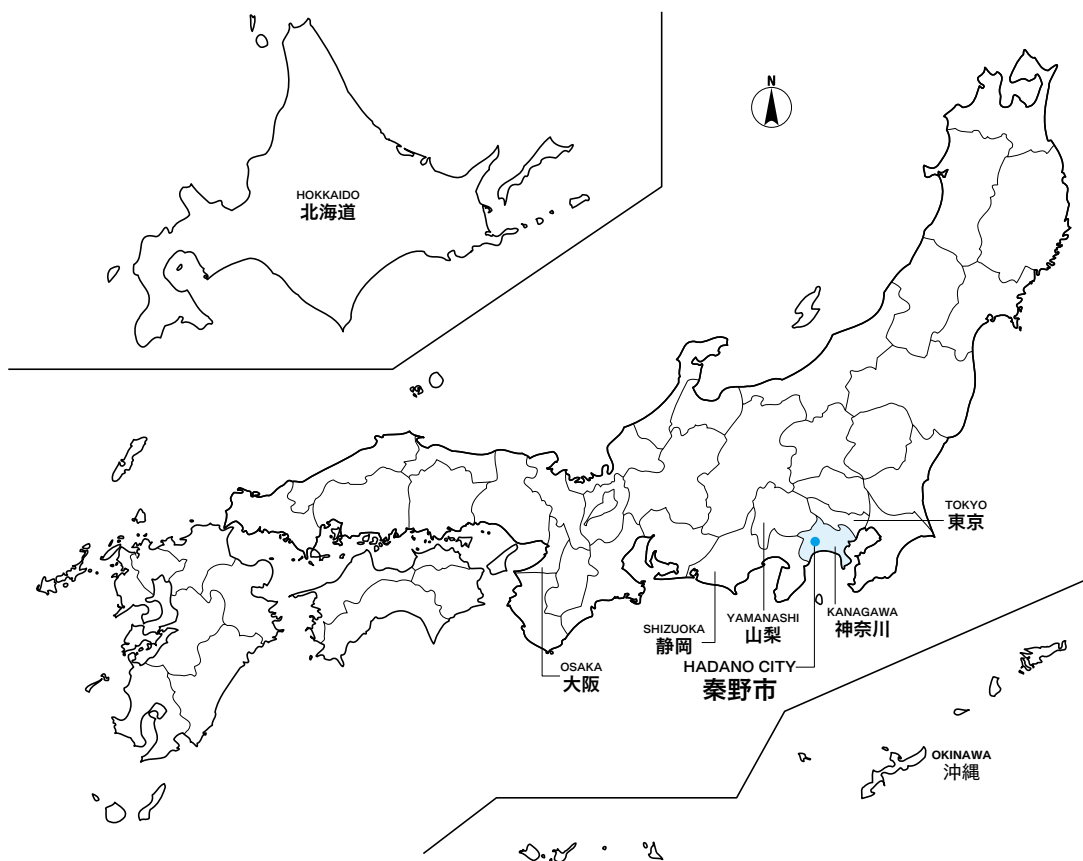 N
HOKKAIDO
北海道
TOKYO
東京
KANAGAWA
神奈川
YAMANASHI
山梨
SHIZUOKA
静岡
HADANO CITY
秦野市
OSAKA
大阪
OKINAWA
沖縄